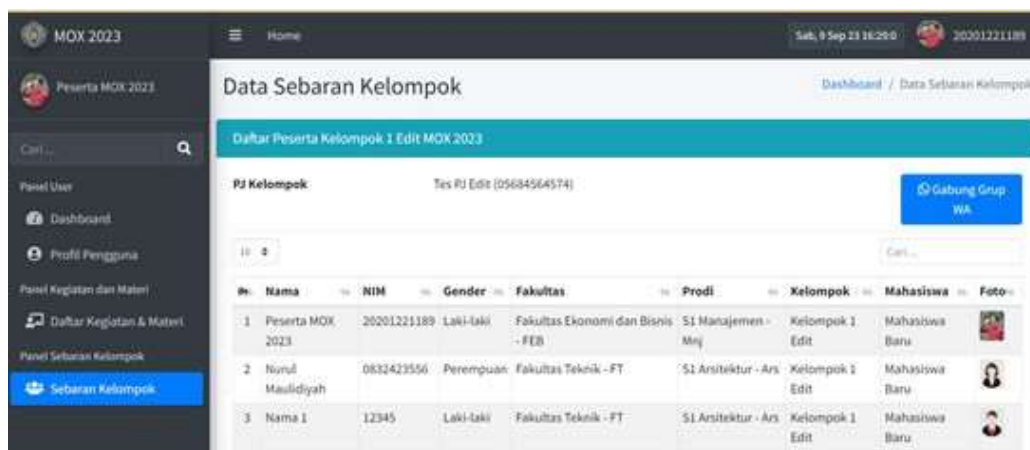 MOX 2023
Home
Sab, 9 Sep 23 16:29:0
20201221189
Peserta MOX 2023
Data Sebaran Kelompok
Dashboard / Data Sebaran Kelompok
Cari...
Daftar Peserta Kelompok 1 Edit MOX 2023
Panel User
Dashboard
Profil Pengguna
Panel Kegiatan dan Materi
Daftar Kegiatan & Materi
Panel Sebaran Kelompok
Sebaran Kelompok
PJ Kelompok
Tes PJ Edit (05684564574)
Gabung Grup
WA
10
Cari...
Nama NIM Gender Fakultas Prodi Kelompok Mahasiswa Foto
1 Peserta MOX 20201221189 Laki-laki Fakultas Ekonomi dan Bisnis S1 Manajemen - Kelompok 1 Mahasiswa
2023 - FEB Mnj Edit Baru
2 Nurul 0832423556 Perempuan Fakultas Teknik - FT S1 Arsitektur - Ars Kelompok 1 Mahasiswa
Maulidiyah Edit Baru
3 Nama 1 12345 Laki-laki Fakultas Teknik - FT S1 Arsitektur - Ars Kelompok 1 Mahasiswa
Edit Baru